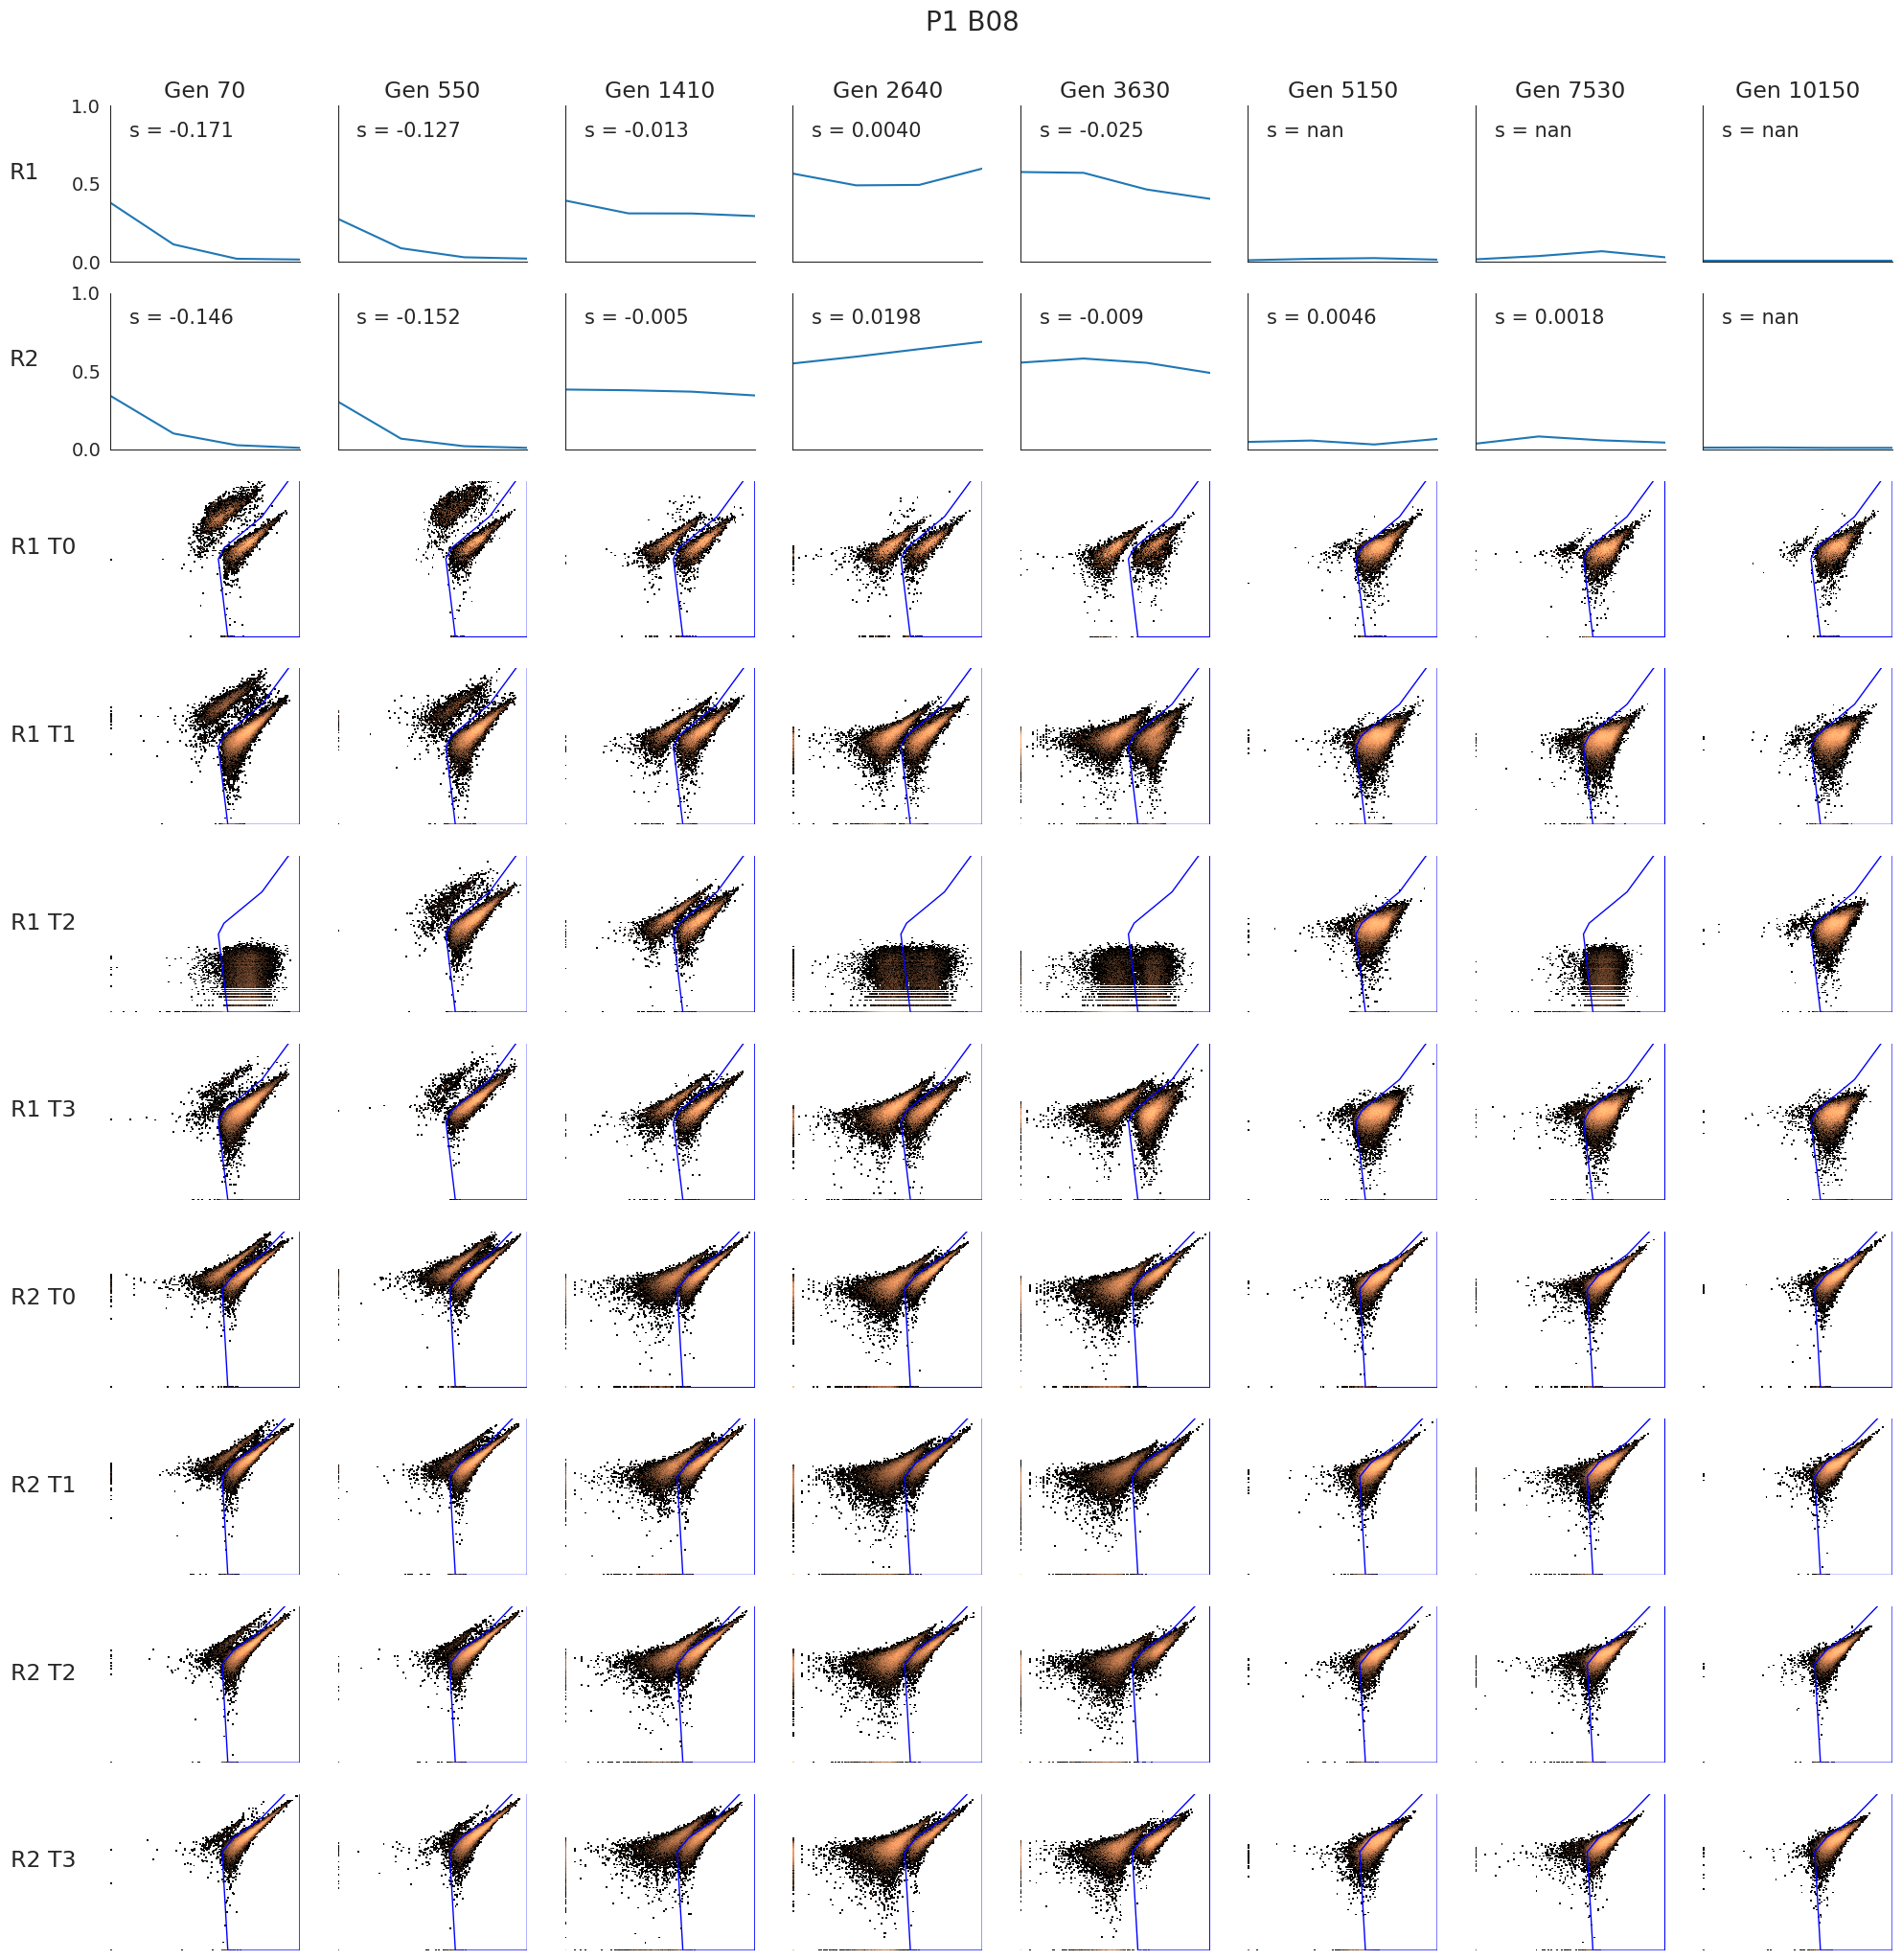 P1 B08
Gen 70 Gen 550 Gen 1410 Gen 2640 Gen 3630 Gen 5150 Gen 7530 Gen 10150
1.0
s = -0.171 s = -0.127 s = -0.013 s = 0.0040 s = -0.025 s = nan s = nan s = nan
R1
0.5
0.0
1.0
s = -0.146 s = -0.152 s = -0.005 s = 0.0198 s = -0.009 s = 0.0046 s = 0.0018 s = nan
R2
0.5
0.0
R1 T0
R1 T1
R1 T2
R1 T3
R2 T0
R2 T1
R2 T2
R2 T3